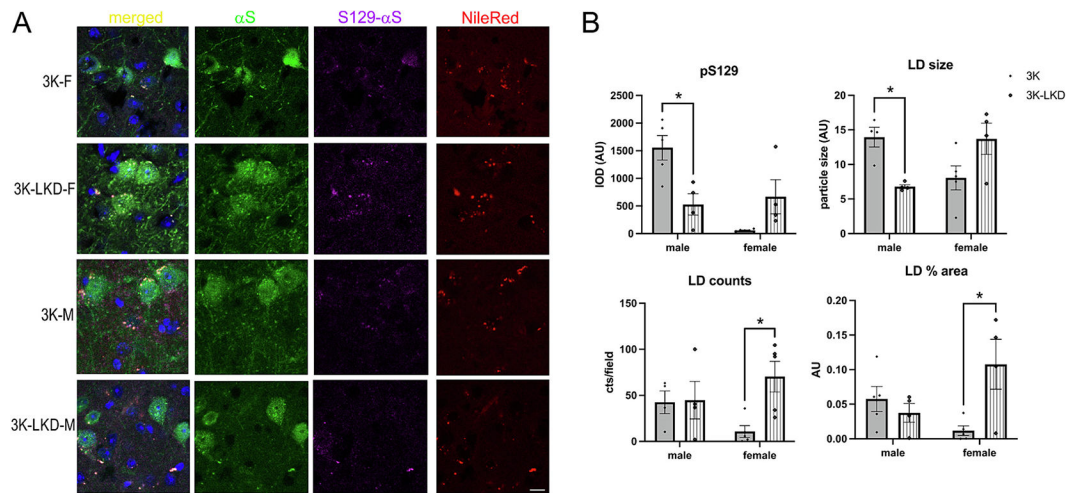 A
merged
αS
S129-αS
NileRed
3K-F
3K-LKD-F
3K-M
3K-LKD-M
B
pS129
IOD (AU)
2500
2000
1500
1000
500
0
*
male
female
LD size
particle size (AU)
20
15
10
5
0
*
male
female
3K
3K-LKD
LD counts
cts/field
150
100
50
0
*
male
female
LD % area
AU
0.20
0.15
0.10
0.05
0.00
*
male
female